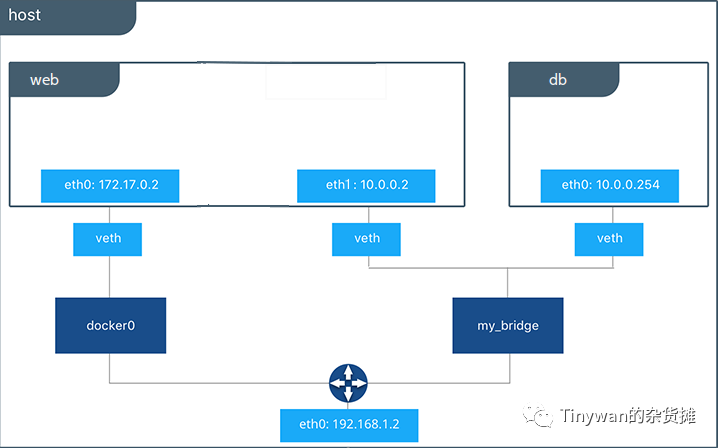 host
web
db
eth0: 172.17.0.2
eth1 : 10.0.0.2
eth0: 10.0.0.254
veth
veth
veth
docker0
my_bridge
eth0: 192.168.1.2
Tinywan的杂货摊